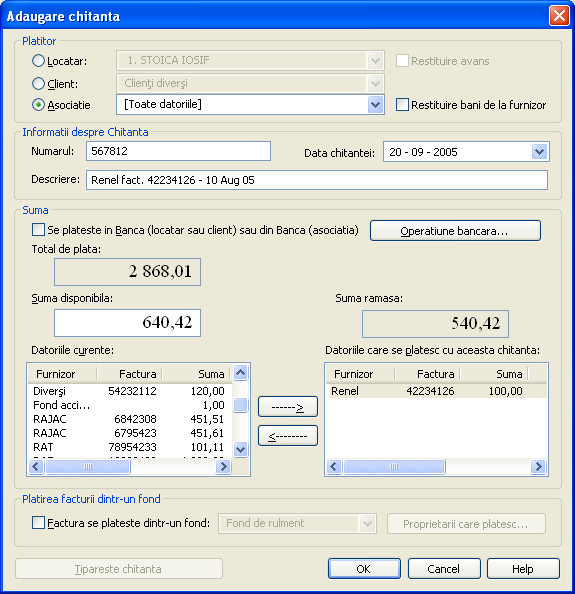 Adaugare chitanta
Platitor
Locatar: 1. STOICA IOSIF Restituire avans
Client: Clienţi diverşi
Asociatie [Toate datoriile] Restituire bani de la furnizor
Informatii despre Chitanta
Numarul: 567812 Data chitantei: 20 - 09 - 2005
Descriere: Renel fact. 42234126 - 10 Aug 05
Suma
Se plateste in Banca (locatar sau client) sau din Banca (asociatia) Operatiune bancara...
Total de plata:
2 868,01
Suma disponibila: Suma ramasa:
640,42 540,42
Datoriile curente: Datoriile care se platesc cu aceasta chitanta:
Furnizor Factura Suma Furnizor Factura Suma
Diverşi 54232112 120,00 Renel 42234126 100,00
Fond acci... 1,00
RAJAC 6842308 451,51
RAJAC 6795423 451,61
RAT 78954233 101,11
------>
<--------
Platirea facturii dintr-un fond
Factura se plateste dintr-un fond: Fond de rulment Proprietarii care platesc...
Tipareste chitanta OK Cancel Help